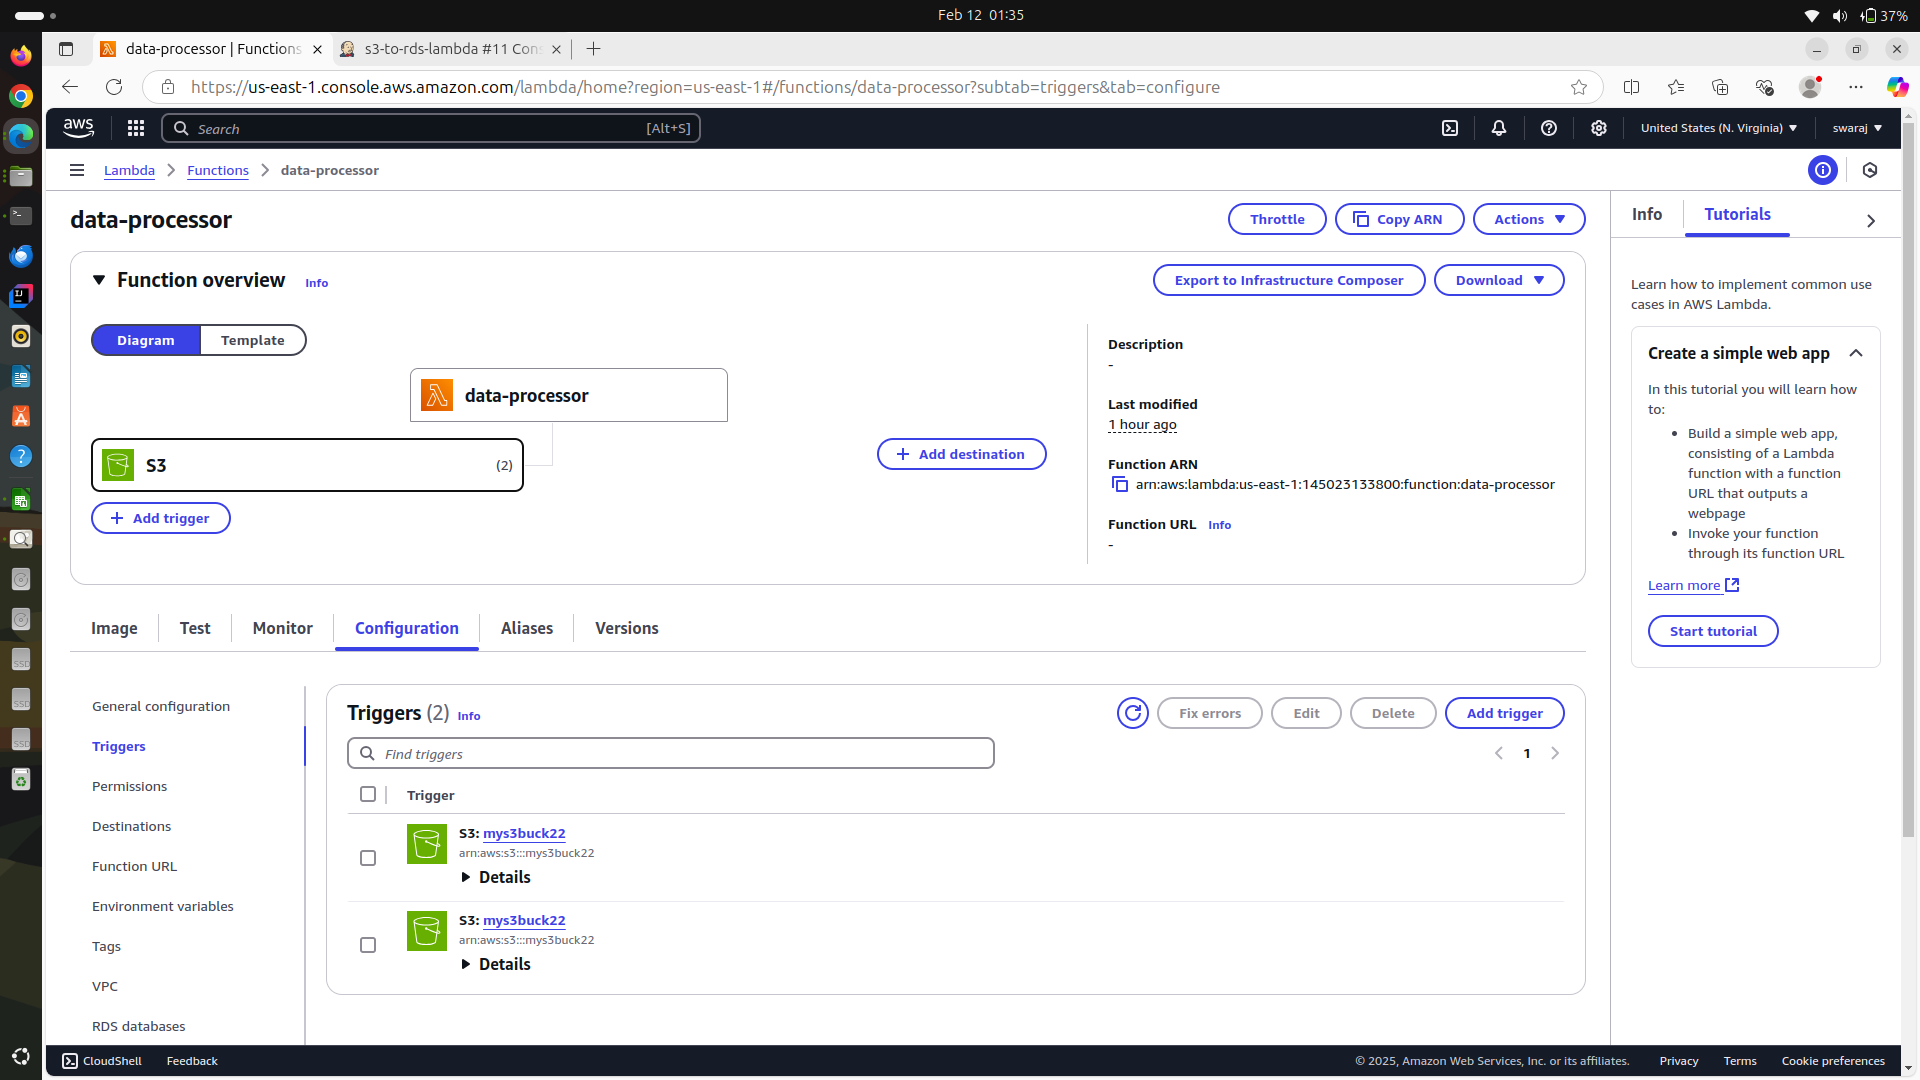 Feb 12 01:35
37%
data-processor | Functions
s3-to-rds-lambda #11 Con
https://us-east-1.console.aws.amazon.com/lambda/home?region=us-east-1#/functions/data-processor?subtab=triggers&tab=configure
aws
Search
[Alt+S]
United States (N. Virginia)
swaraj
Lambda
Functions
data-processor
data-processor
Throttle
Copy ARN
Actions
Function overview
Info
Export to Infrastructure Composer
Download
Diagram
Template
data-processor
S3
(2)
Add trigger
Add destination
Description
-
Last modified
1 hour ago
Function ARN
arn:aws:lambda:us-east-1:145023133800:function:data-processor
Function URL Info
-
Info
Tutorials
Learn how to implement common use
cases in AWS Lambda.
Create a simple web app
In this tutorial you will learn how
to:
• Build a simple web app,
consisting of a Lambda
function with a function
URL that outputs a
webpage
• Invoke your function
through its function URL
Learn more
Start tutorial
Image
Test
Monitor
Configuration
Aliases
Versions
General configuration
Triggers
Permissions
Destinations
Function URL
Environment variables
Tags
VPC
RDS databases
Triggers (2) Info
Fix errors
Edit
Delete
Add trigger
Find triggers
1
Trigger
S3: mys3buck22
arn:aws:s3:::mys3buck22
Details
S3: mys3buck22
arn:aws:s3:::mys3buck22
Details
CloudShell
Feedback
© 2025, Amazon Web Services, Inc. or its affiliates.
Privacy
Terms
Cookie preferences